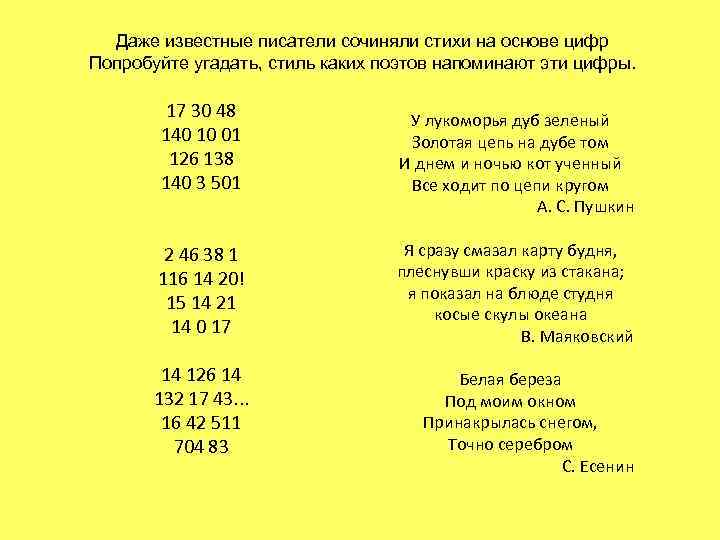 Даже известные писатели сочиняли стихи на основе цифр
Попробуйте угадать, стиль каких поэтов напоминают эти цифры.
17 30 48
140 10 01
126 138
140 3 501
У лукоморья дуб зеленый
Золотая цепь на дубе том
И днем и ночью кот ученный
Все ходит по цепи кругом
А. С. Пушкин
2 46 38 1
116 14 20!
15 14 21
14 0 17
Я сразу смазал карту будня,
плеснувши краску из стакана;
я показал на блюде студня
косые скулы океана
В. Маяковский
14 126 14
132 17 43...
16 42 511
704 83
Белая береза
Под моим окном
Принакрылась снегом,
Точно серебром
С. Есенин